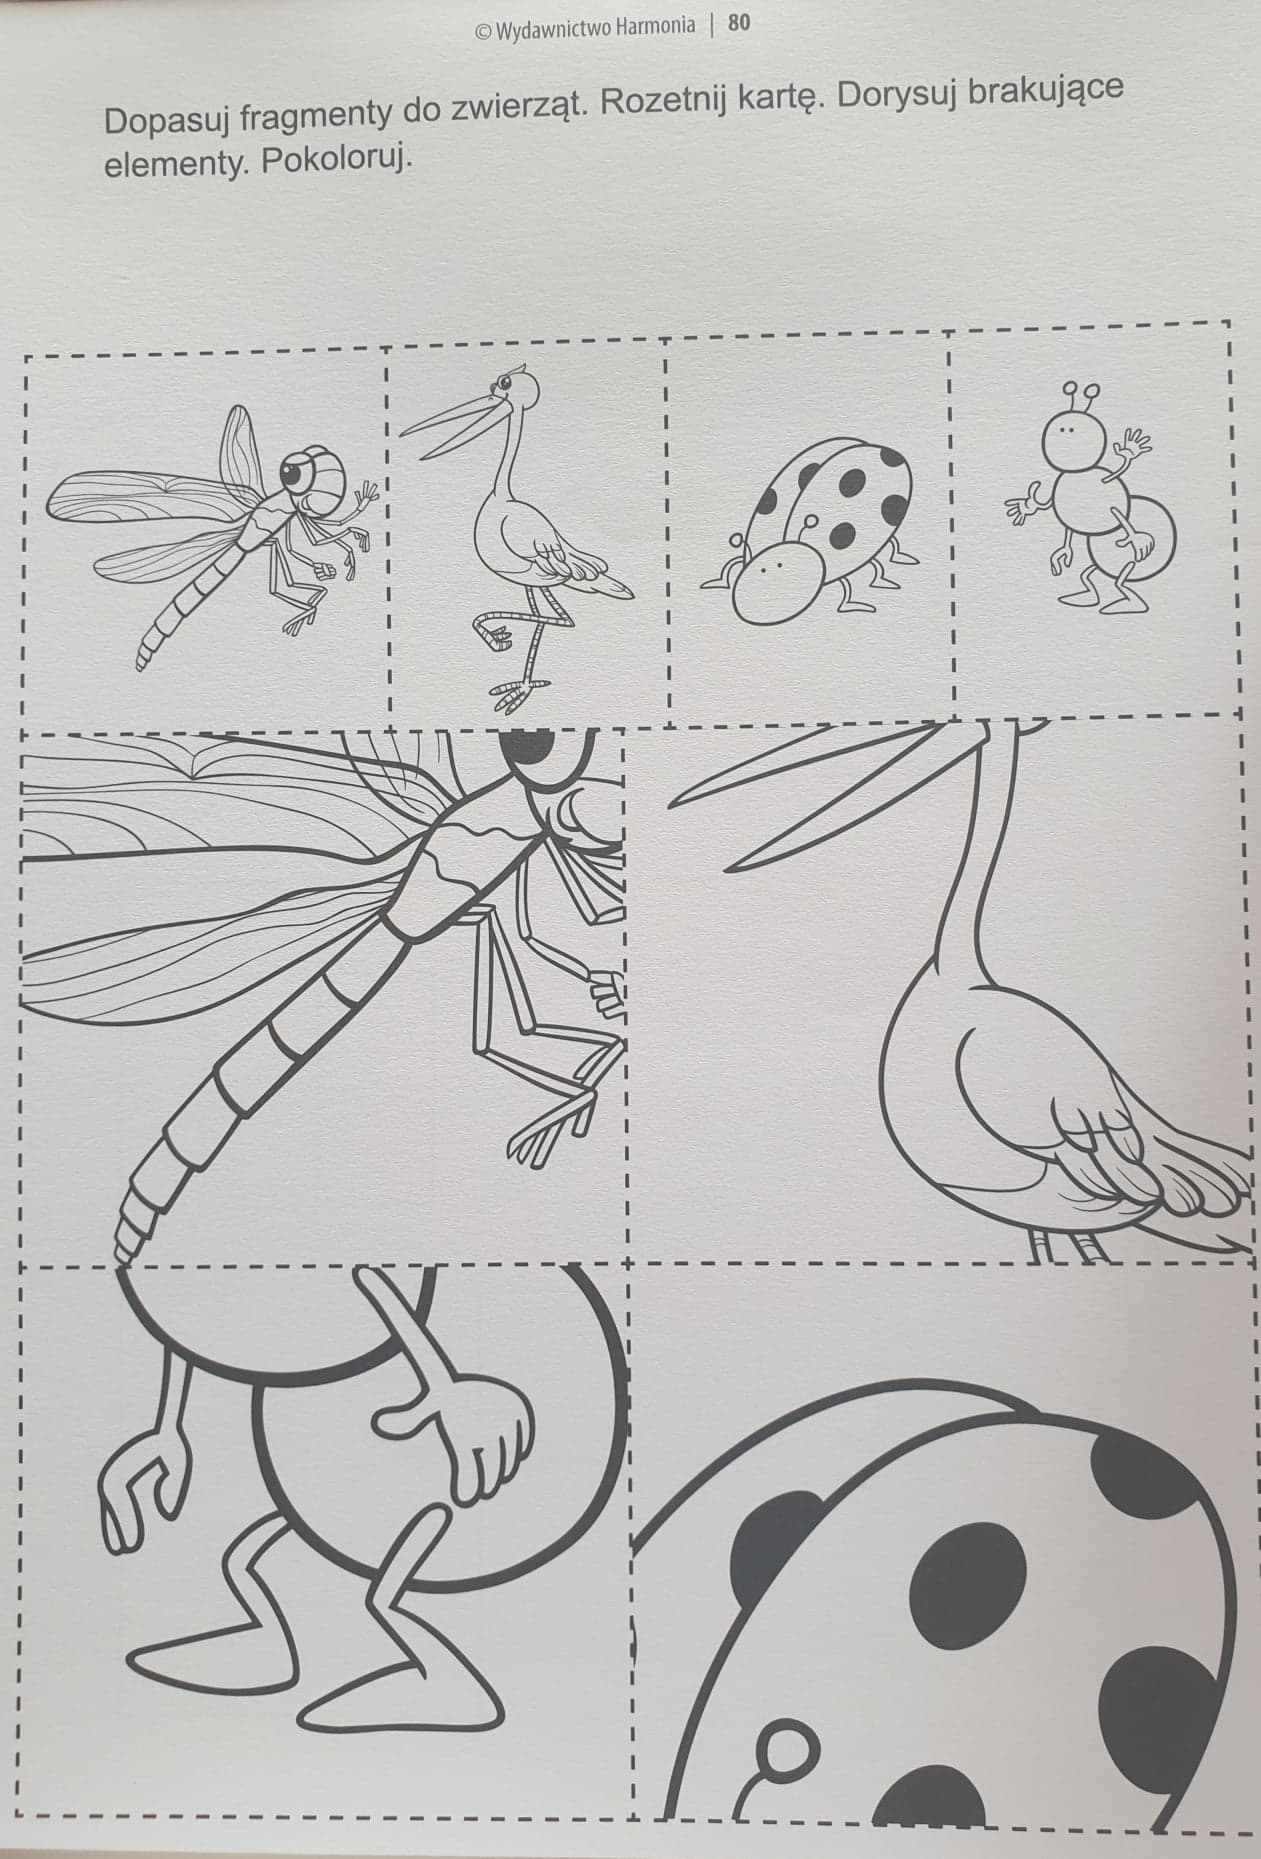 © Wydawnictwo Harmonia | 80
Dopasuj fragmenty do zwierząt. Rozetnij kartę. Dorysuj brakujące
elementy. Pokoloruj.